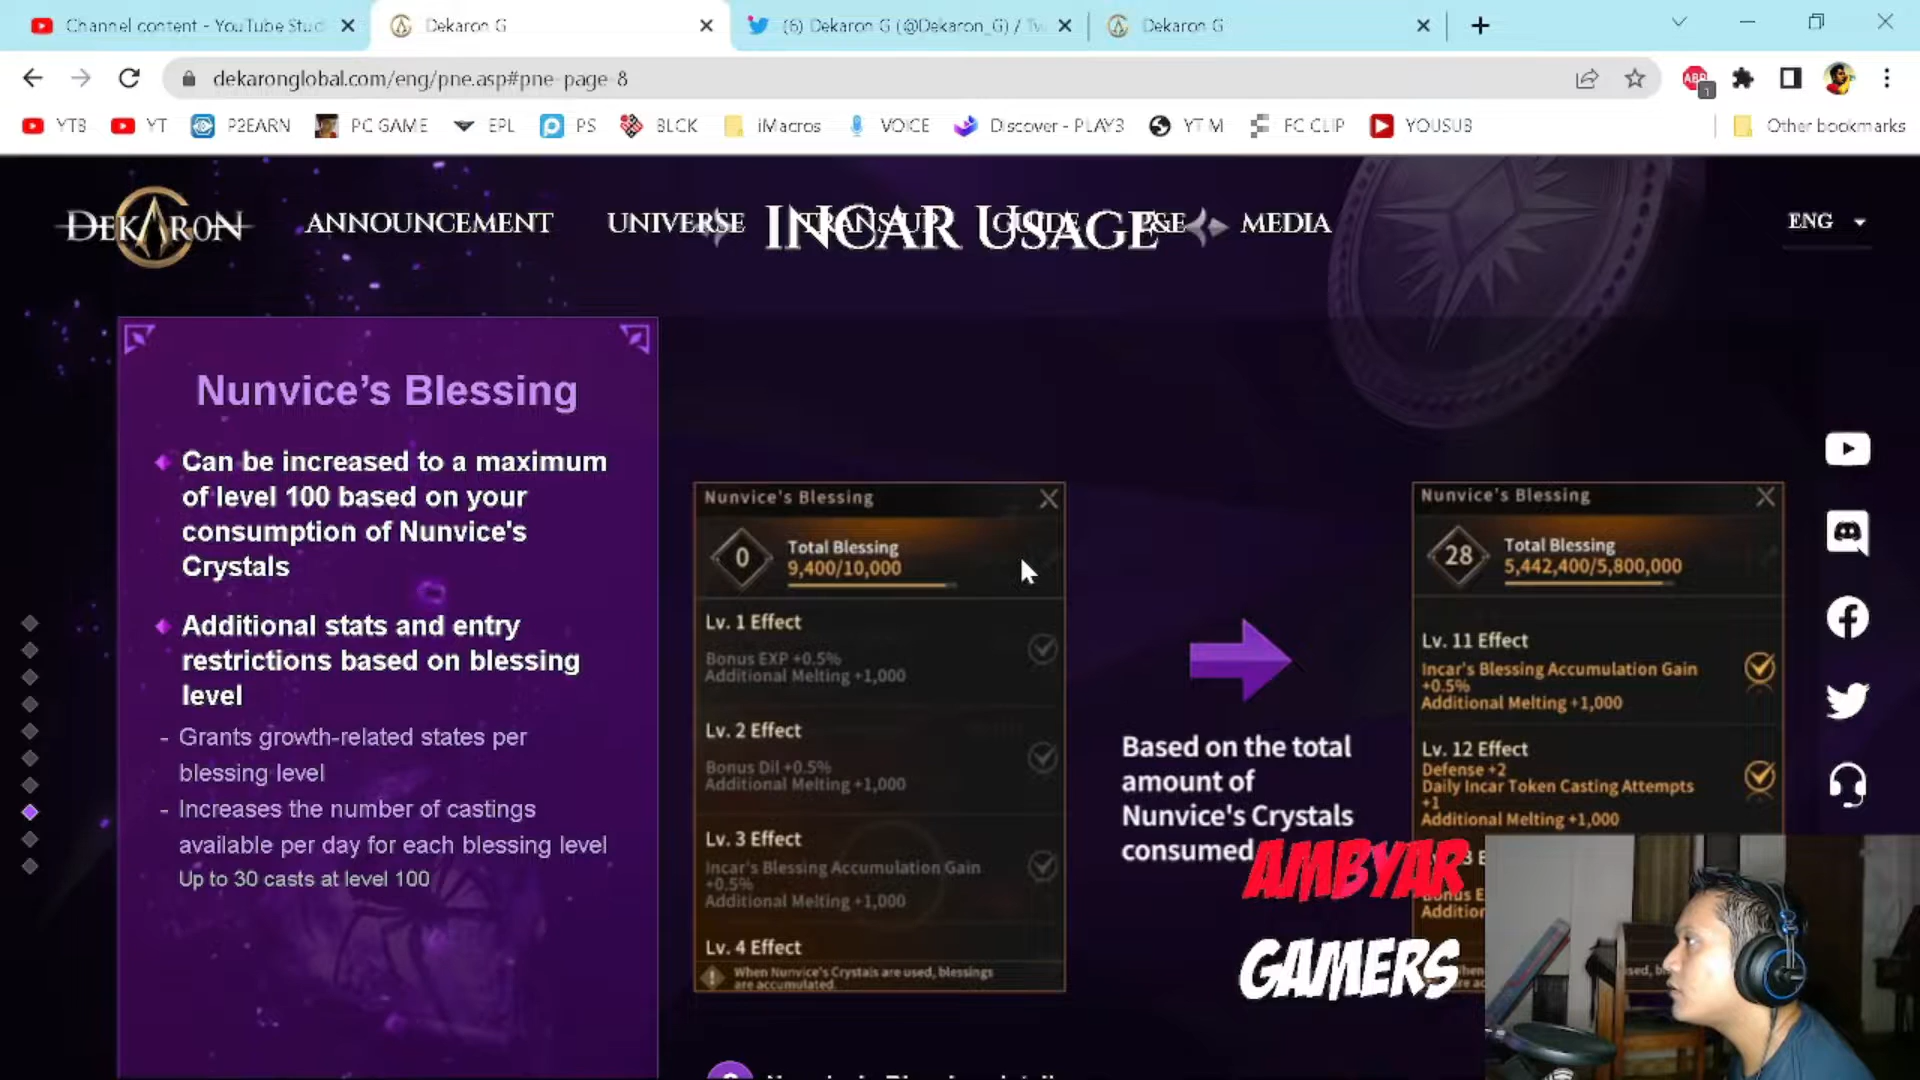 Channel content - YouTube Stud
Dekaron G
(6) Dekaron G (@Dekaron_G) / Tw
Dekaron G
dekaronglobal.com/eng/pne.asp#pne-page-8
ABP
1
YTB
YT
P2EARN
PC GAME
EPL
PS
BLCK
iMacros
VOICE
Discover - PLAY3
YT M
FC CLIP
YOUSUB
Other bookmarks
DEKARON
ANNOUNCEMENT
UNIVERSE
TRANS UP
GUIDE
P&E
MEDIA
ENG
INCAR USAGE
Nunvice's Blessing
Can be increased to a maximum
of level 100 based on your
consumption of Nunvice's
Crystals
Additional stats and entry
restrictions based on blessing
level
- Grants growth-related states per
blessing level
- Increases the number of castings
available per day for each blessing level
Up to 30 casts at level 100
Nunvice's Blessing
0
Total Blessing
9,400/10,000
Lv. 1 Effect
Bonus EXP +0.5%
Additional Melting +1,000
Lv. 2 Effect
Bonus Dil +0.5%
Additional Melting +1,000
Lv. 3 Effect
Incar's Blessing Accumulation Gain
+0.5%
Additional Melting +1,000
Lv. 4 Effect
When Nunvice's Crystals are used, blessings
are accumulated.
Based on the total
amount of
Nunvice's Crystals
consumed
Nunvice's Blessing
28
Total Blessing
5,442,400/5,800,000
Lv. 11 Effect
Incar's Blessing Accumulation Gain
+0.5%
Additional Melting +1,000
Lv. 12 Effect
Defense +2
Daily Incar Token Casting Attempts
+1
Additional Melting +1,000
AMBYAR
GAMERS